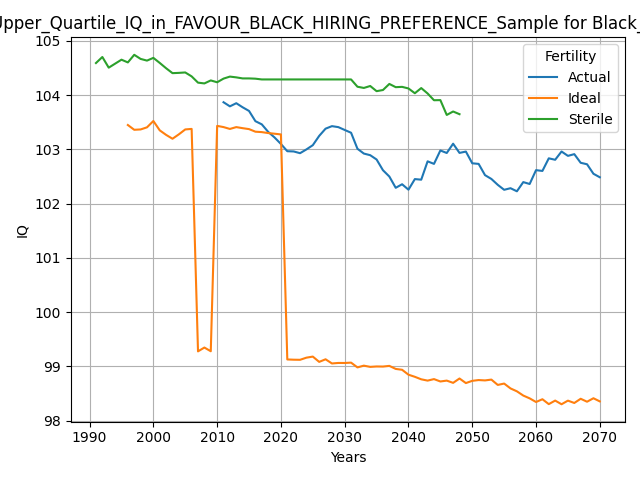 Upper_Quartile_IQ_in_FAVOUR_BLACK_HIRING_PREFERENCE_Sample for Black_
105
104
103
102
101
100
99
98
IQ
Fertility
Actual
Ideal
Sterile
1990 2000 2010 2020 2030 2040 2050 2060 2070
Years